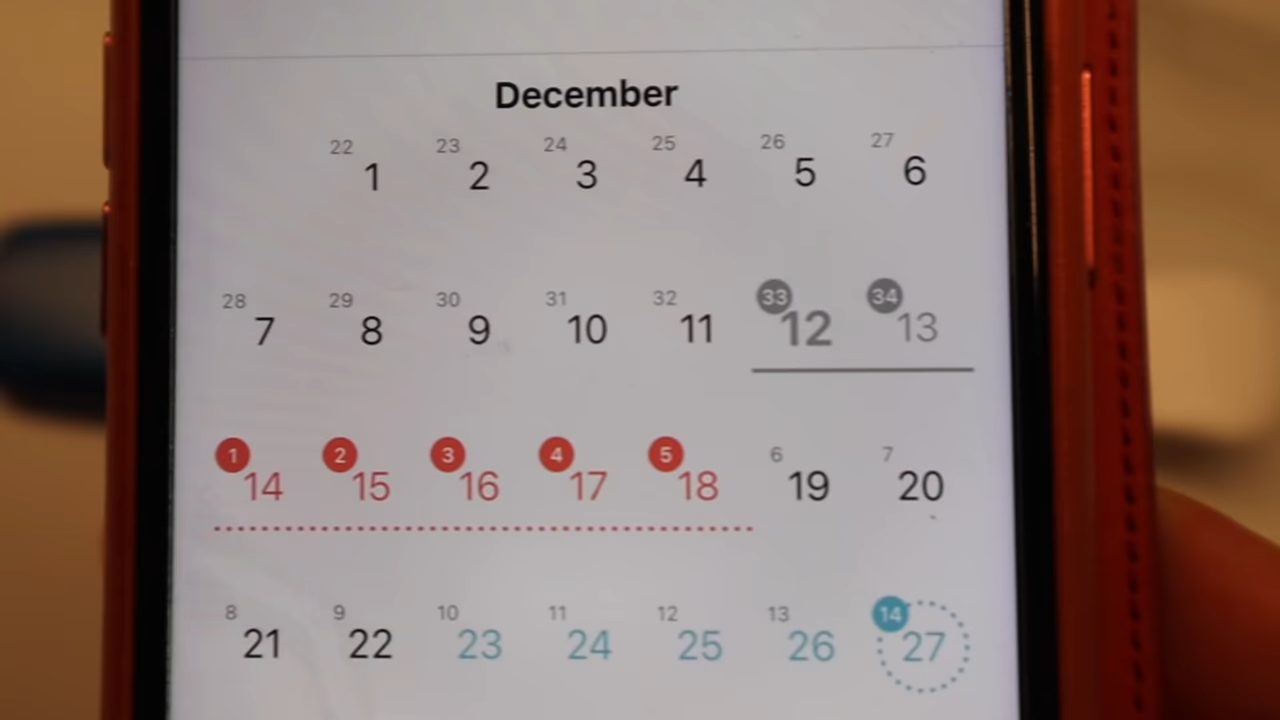 December
22 23 24 25 26 27
1 2 3 4 5 6
28 29 30 31 32 33 34
7 8 9 10 11 12 13
1 2 3 4 5 6 7
14 15 16 17 18 19 20
8 9 10 11 12 13 14
21 22 23 24 25 26 27